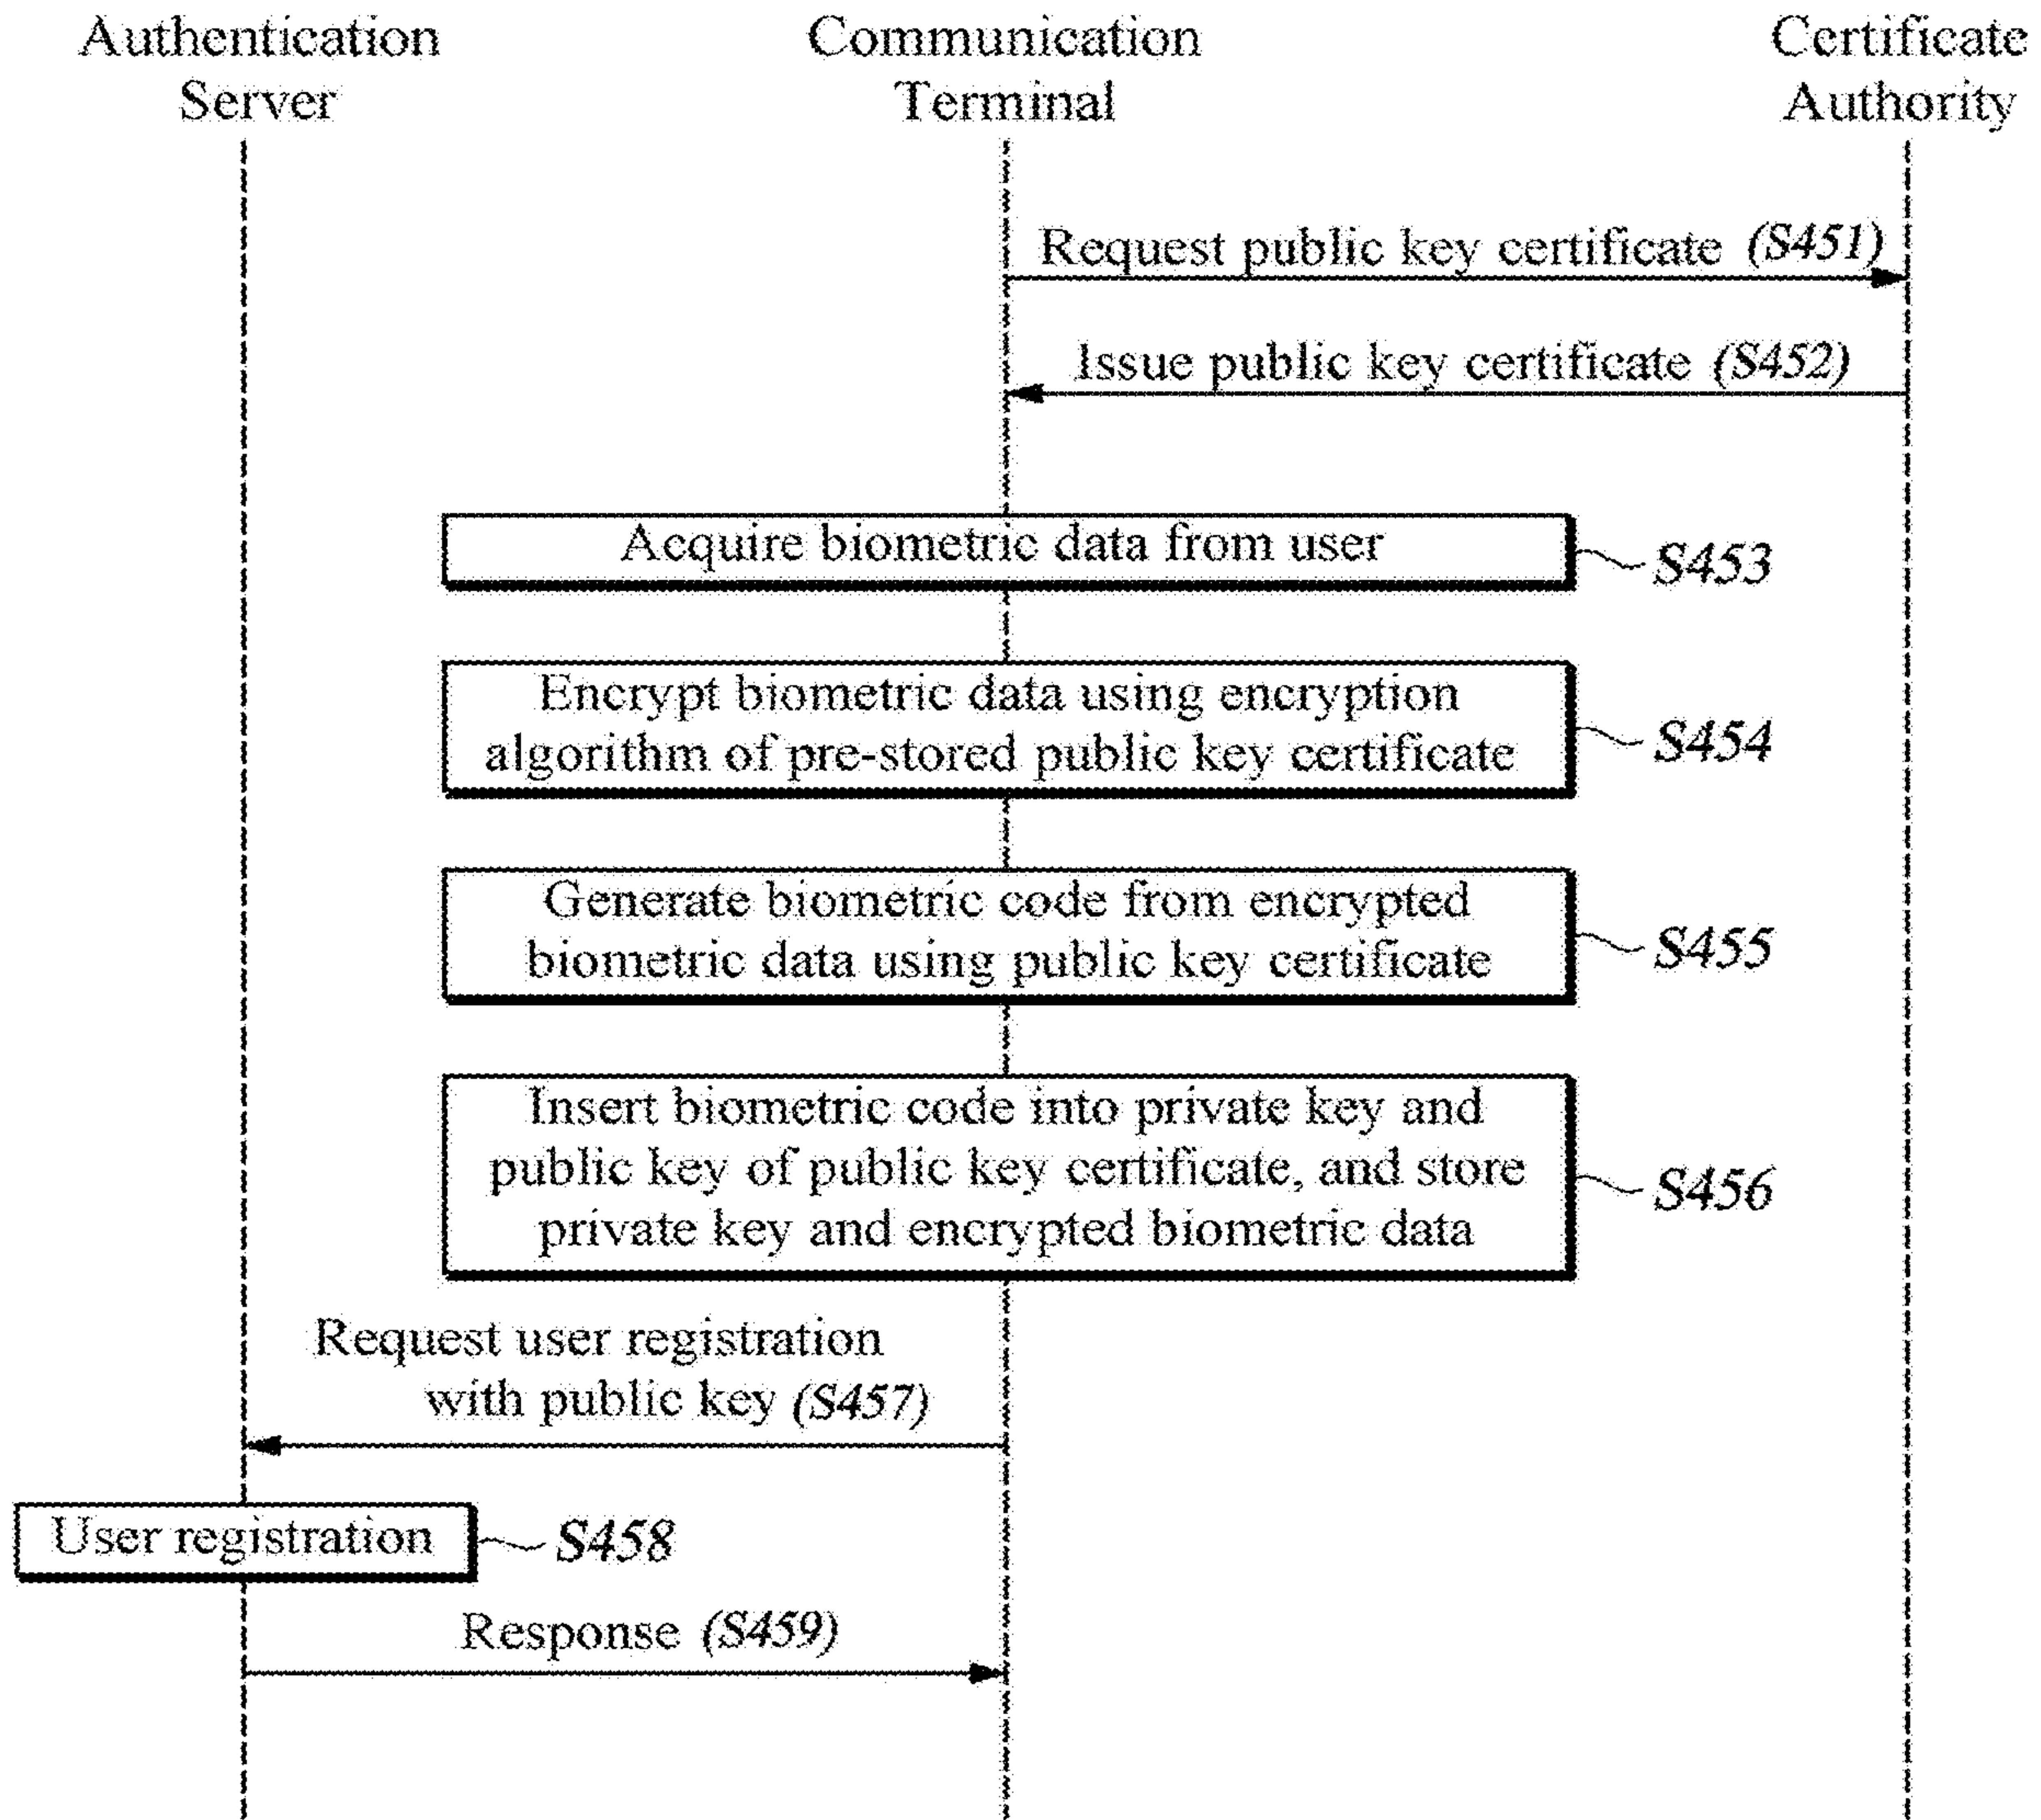 Authentication
Server
Communication
Terminal
Certificate
Authority
Request public key certificate (S451)
Issue public key certificate (S452)
Acquire biometric data from user
S453
Encrypt biometric data using encryption
algorithm of pre-stored public key certificate
S454
Generate biometric code from encrypted
biometric data using public key certificate
S455
Insert biometric code into private key and
public key of public key certificate, and store
private key and encrypted biometric data
S456
Request user registration
with public key (S457)
User registration
S458
Response (S459)